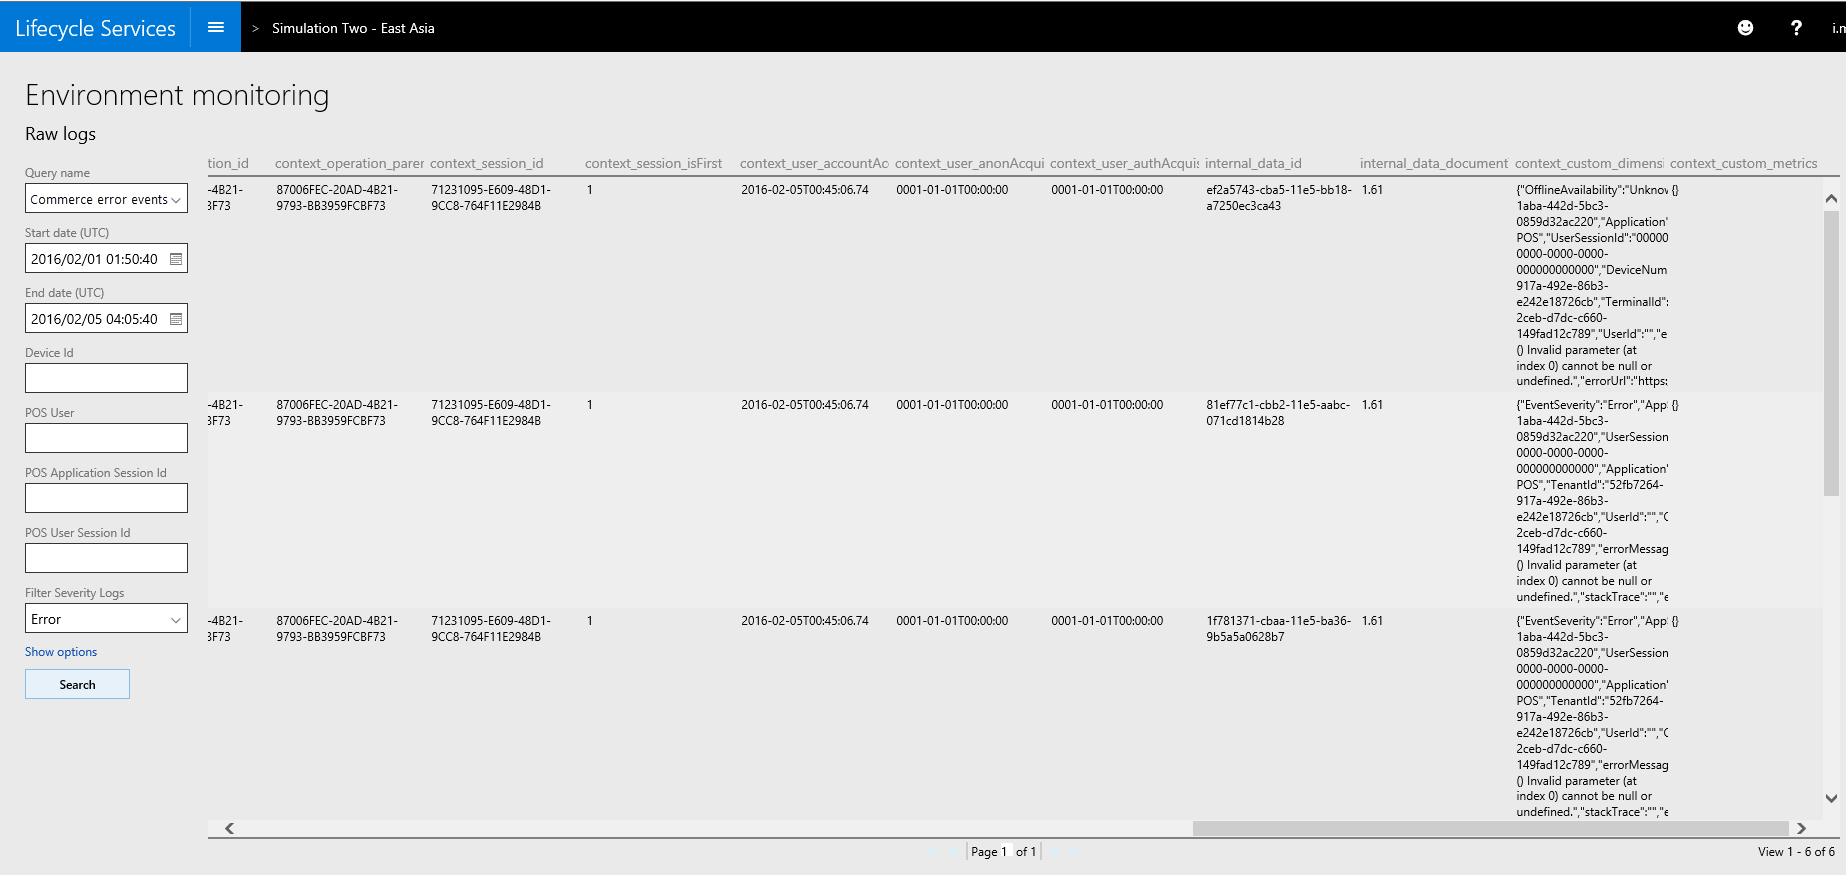 Lifecycle Services
> Simulation Two - East Asia
?
Environment monitoring
Raw logs
Query name
Commerce error events
Start date (UTC)
2016/02/01 01:50:40
End date (UTC)
2016/02/05 04:05:40
Device Id
POS User
POS Application Session Id
POS User Session Id
Filter Severity Logs
Error
Show options
Search
tion_id context_operation_paren context_session_id context_session_isFirst context_user_accountAc context_user_anonAcqui context_user_authAcquis internal_data_id internal_data_document context_custom_dimensi context_custom_metrics
-4B21-
3F73
87006FEC-20AD-4B21-
9793-BB3959FCBF73
71231095-E609-48D1-
9CC8-764F11E2984B
1
2016-02-05T00:45:06.74
0001-01-01T00:00:00
0001-01-01T00:00:00
ef2a5743-cba5-11e5-bb18-
a7250ec3ca43
1.61
{"OfflineAvailability":"Unknov
1aba-442d-5bc3-
0859d32ac220","Application"
POS","UserSessionId":"00000
0000-0000-0000-
000000000000","DeviceNum
917a-492e-86b3-
e242e18726cb","TerminalId":
2ceb-d7dc-c660-
149fad12c789","UserId":"","e
() Invalid parameter (at
index 0) cannot be null or
undefined.","errorUrl":"https:
{}
-4B21-
3F73
87006FEC-20AD-4B21-
9793-BB3959FCBF73
71231095-E609-48D1-
9CC8-764F11E2984B
1
2016-02-05T00:45:06.74
0001-01-01T00:00:00
0001-01-01T00:00:00
81ef77c1-cbb2-11e5-aabc-
071cd1814b28
1.61
{"EventSeverity":"Error","App
1aba-442d-5bc3-
0859d32ac220","UserSession
0000-0000-0000-
000000000000","Application"
POS","TenantId":"52fb7264-
917a-492e-86b3-
e242e18726cb","UserId":"","C
2ceb-d7dc-c660-
149fad12c789","errorMessag
() Invalid parameter (at
index 0) cannot be null or
undefined.","stackTrace":"","e
{}
-4B21-
3F73
87006FEC-20AD-4B21-
9793-BB3959FCBF73
71231095-E609-48D1-
9CC8-764F11E2984B
1
2016-02-05T00:45:06.74
0001-01-01T00:00:00
0001-01-01T00:00:00
1f781371-cbaa-11e5-ba36-
9b5a5a0628b7
1.61
{"EventSeverity":"Error","App
1aba-442d-5bc3-
0859d32ac220","UserSession
0000-0000-0000-
000000000000","Application"
POS","TenantId":"52fb7264-
917a-492e-86b3-
e242e18726cb","UserId":"","C
2ceb-d7dc-c660-
149fad12c789","errorMessag
() Invalid parameter (at
index 0) cannot be null or
undefined.","stackTrace":"","e
{}
Page 1 of 1
View 1 - 6 of 6